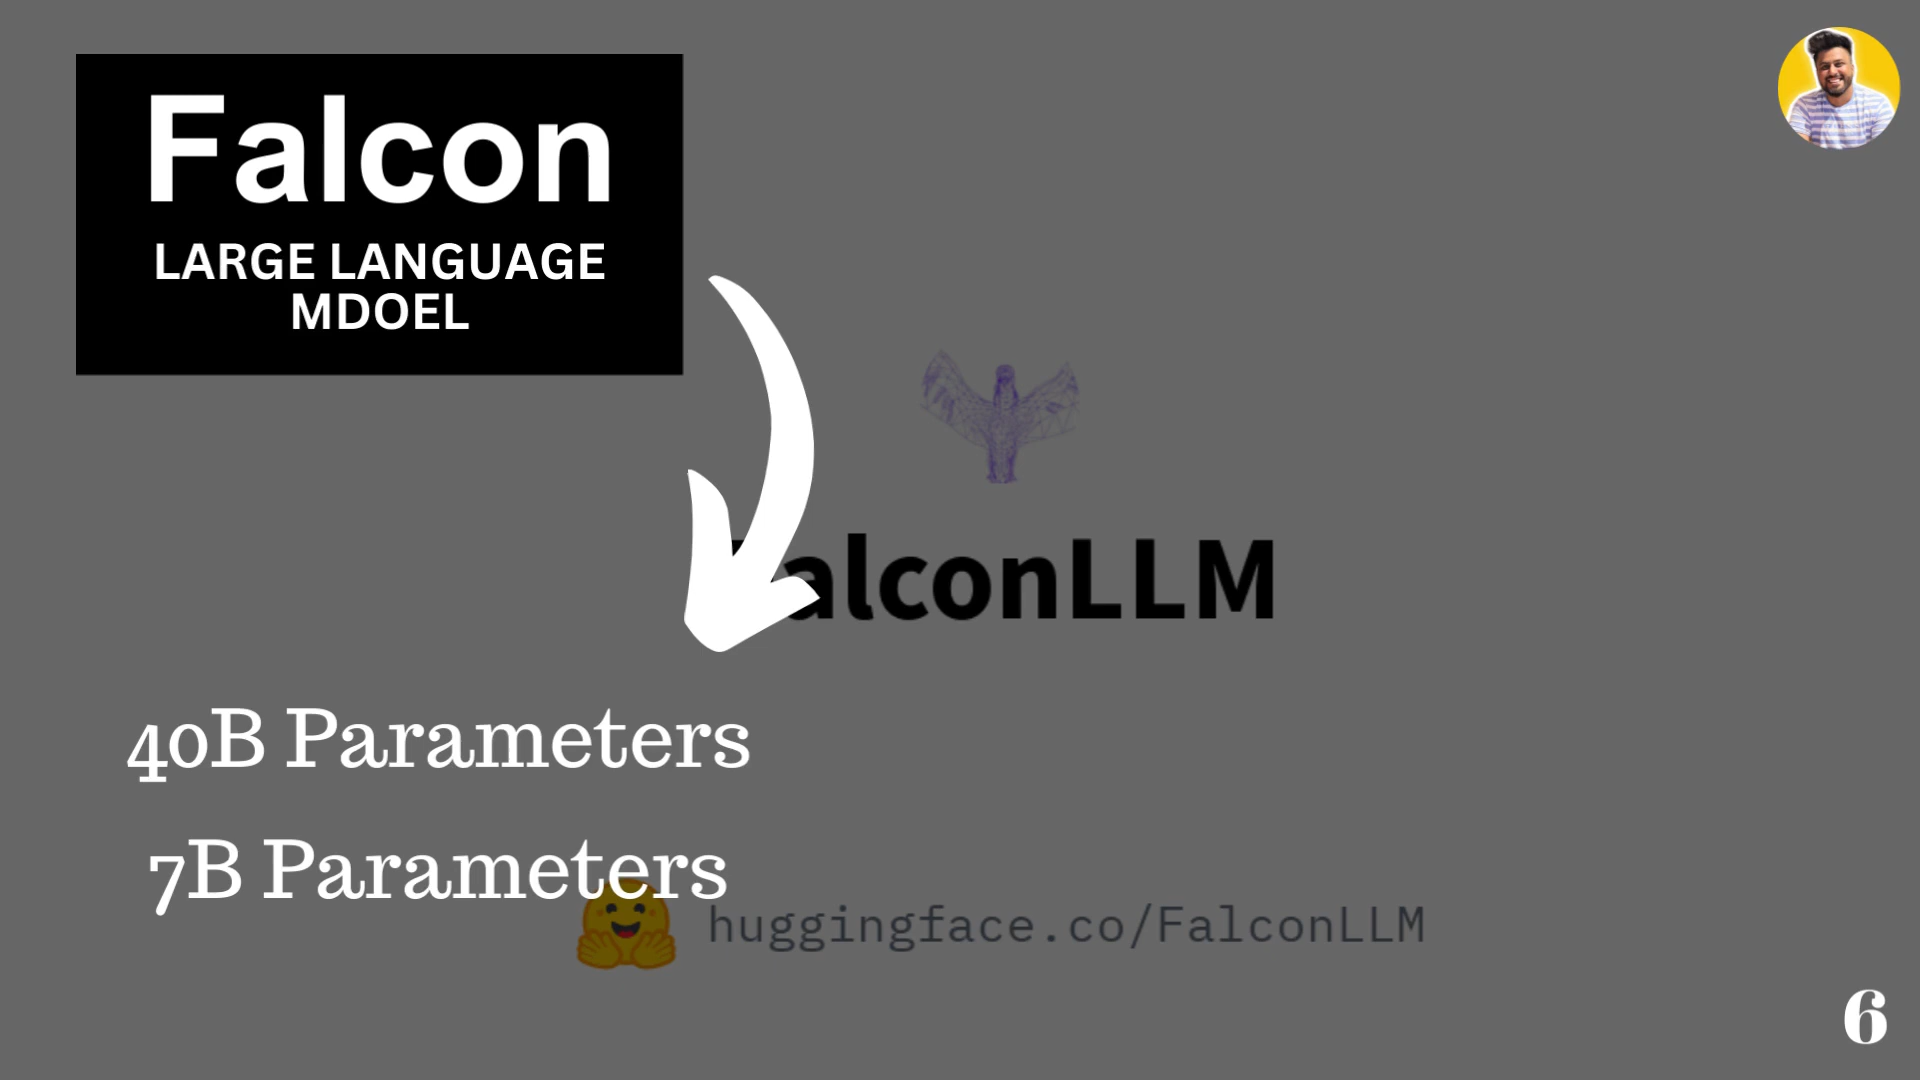 Falcon
LARGE LANGUAGE
MDOEL
alconLLM
40B Parameters
7B Parameters
huggingface.co/FalconLLM
6